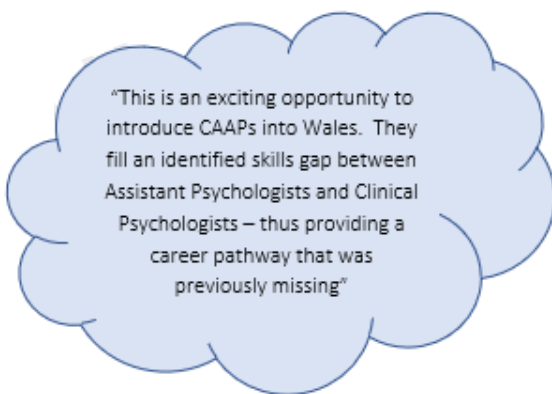 “This is an exciting opportunity to
introduce CAAPs into Wales.  They
fill an identified skills gap between
Assistant Psychologists and Clinical
Psychologists – thus providing a
career pathway that was
previously missing”